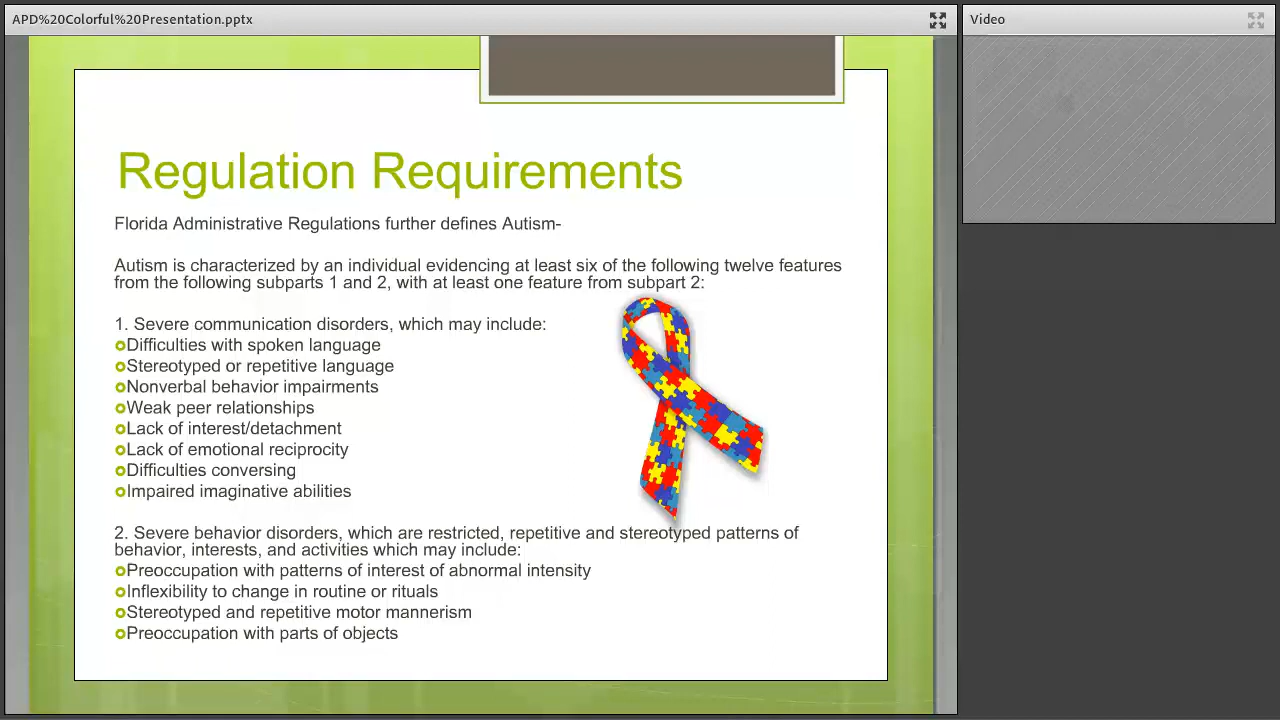 APD%20Colorful%20Presentation.pptx
Video
Regulation Requirements
Florida Administrative Regulations further defines Autism-
Autism is characterized by an individual evidencing at least six of the following twelve features
from the following subparts 1 and 2, with at least one feature from subpart 2:
1. Severe communication disorders, which may include:
Difficulties with spoken language
Stereotyped or repetitive language
Nonverbal behavior impairments
Weak peer relationships
Lack of interest/detachment
Lack of emotional reciprocity
Difficulties conversing
Impaired imaginative abilities
2. Severe behavior disorders, which are restricted, repetitive and stereotyped patterns of
behavior, interests, and activities which may include:
Preoccupation with patterns of interest of abnormal intensity
Inflexibility to change in routine or rituals
Stereotyped and repetitive motor mannerism
Preoccupation with parts of objects